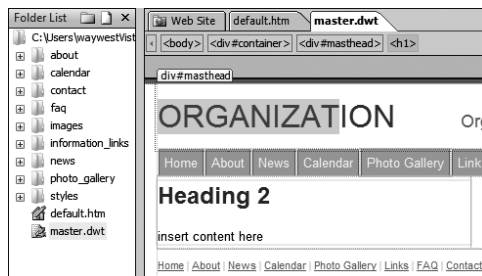 Folder List
C:\Users\waywestVist
about
calendar
contact
faq
images
information_links
news
photo_gallery
styles
default.htm
master.dwt
Web Site default.htm master.dwt
<body> <div#container> <div#masthead> <h1>
div#masthead
ORGANIZATION Or
Home About News Calendar Photo Gallery Link
Heading 2
insert content here
Home | About | News | Calendar | Photo Gallery | Links | FAQ | Contact